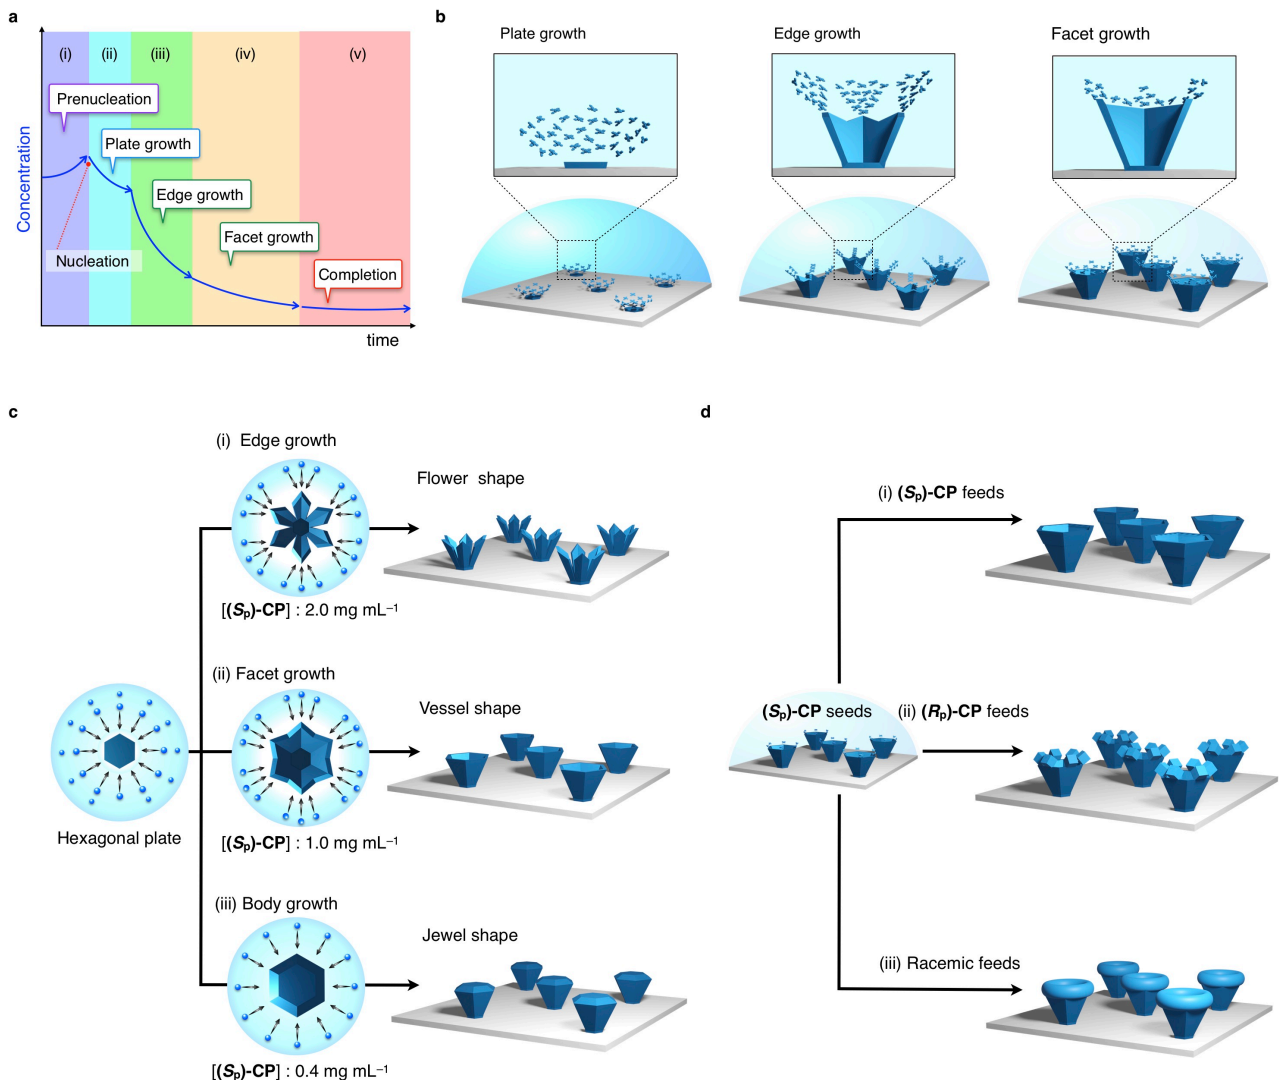 a
(i) (ii) (iii) (iv) (v)
Prenucleation
Plate growth
Edge growth
Facet growth
Completion
Nucleation
Concentration
time
b
Plate growth
Edge growth
Facet growth
c
(i) Edge growth
Flower shape
[(Sp)-CP] : 2.0 mg mL–1
(ii) Facet growth
Vessel shape
[(Sp)-CP] : 1.0 mg mL–1
Hexagonal plate
(iii) Body growth
Jewel shape
[(Sp)-CP] : 0.4 mg mL–1
d
(i) (Sp)-CP feeds
(Sp)-CP seeds
(ii) (Rp)-CP feeds
(iii) Racemic feeds